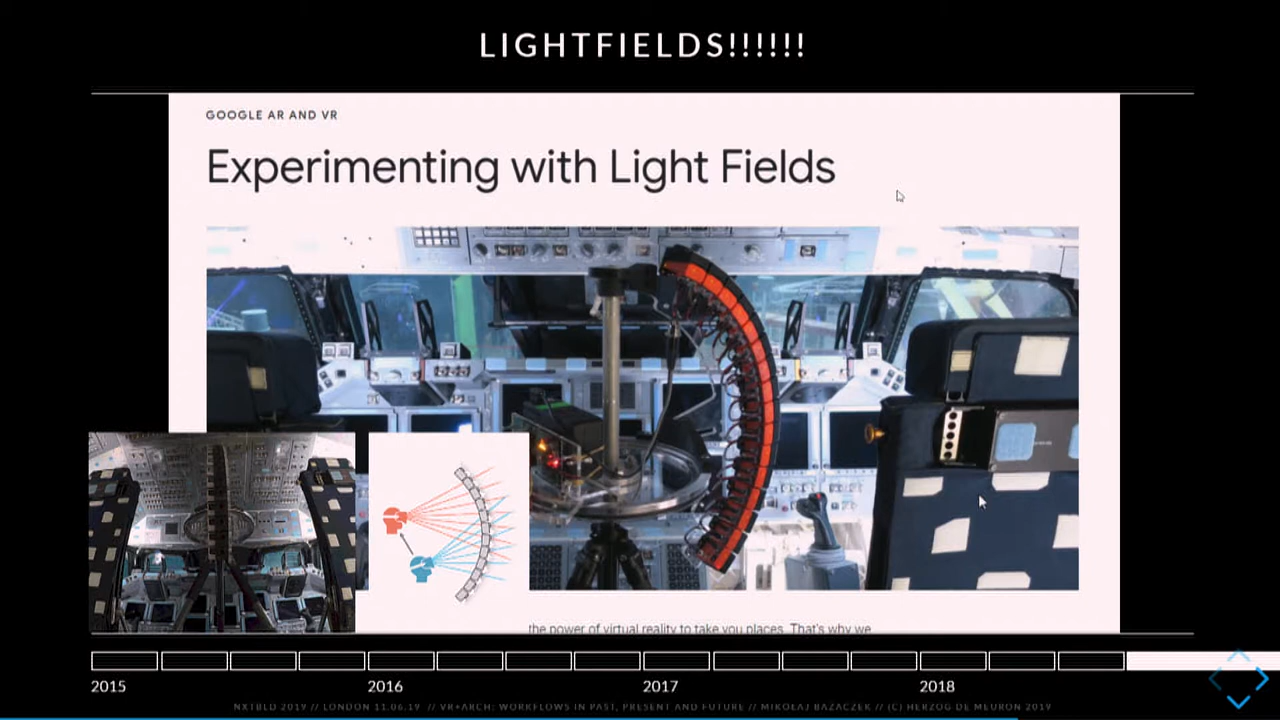 LIGHTFIELDS!!!!!!
GOOGLE AR AND VR
Experimenting with Light Fields
the power of virtual reality to take you places. That's why we
2015 2016 2017 2018
NXTBLD 2019 // LONDON 11.06.19 // VR+ARCH: WORKFLOWS IN PAST, PRESENT AND FUTURE // MIKOŁAJ BAZACZEK // (C) HERZOG DE MEURON 2019